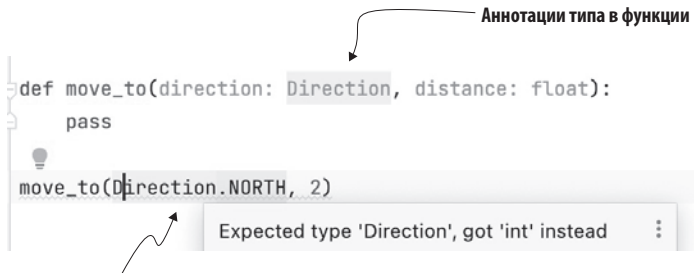 Аннотации типа в функции
def move_to(direction: Direction, distance: float):
pass
move_to(Direction.NORTH, 2)
Expected type 'Direction', got 'int' instead